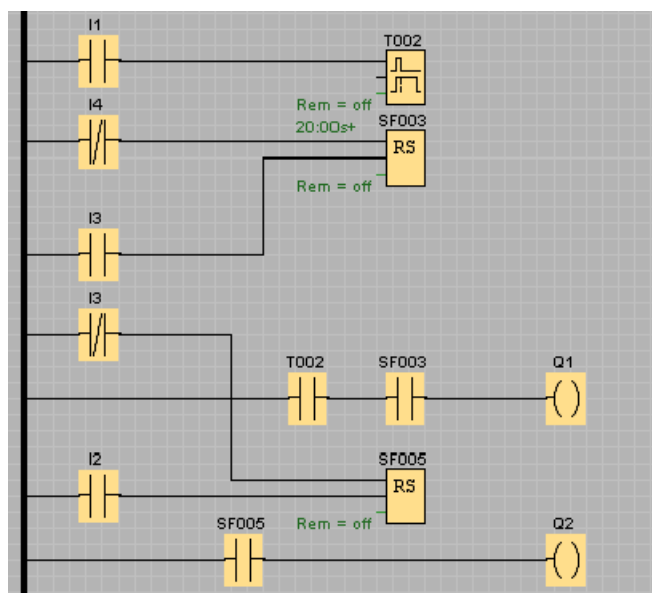 I1
T002
Rem = off
20:00s+
I4
SF003
RS
Rem = off
I3
I3
T002
SF003
Q1
I2
SF005
RS
Rem = off
SF005
Q2